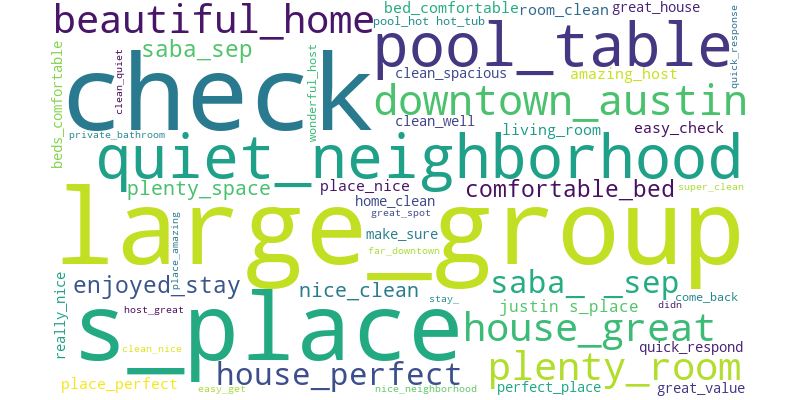 beautiful_home
bed_comfortable
room_clean
great_house
pool_hot hot_tub
quick_response
saba_sep
pool_table
clean_quiet
wonderful_host
check
clean_spacious
amazing_host
beds_comfortable
downtown_austin
clean_well
living_room
easy_check
private_bathroom
quiet_neighborhood
plenty_space
place_nice
comfortable_bed
super_clean
home_clean
large_group
great_spot
place_amazing
make_sure
far_downtown
enjoyed_stay
nice_clean
saba_ _sep
come_back
really_nice
stay_
host_great
s_place
justin s_place
didn
house_great
clean_nice
quick_respond
house_perfect
plenty_room
place_perfect
easy_get
nice_neighborhood
perfect_place
great_value